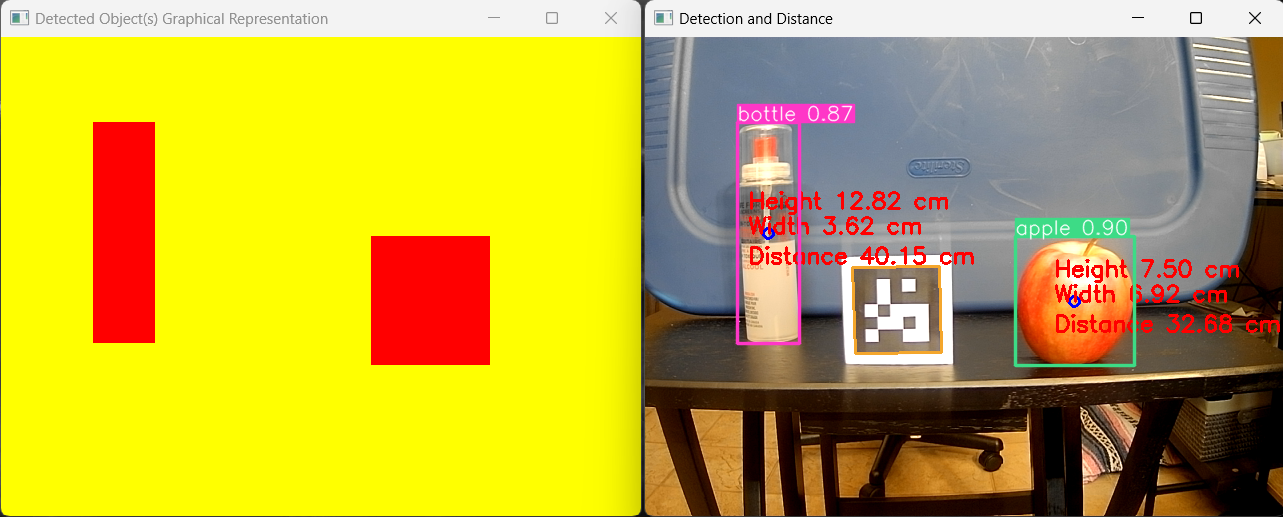 Detected Object(s) Graphical Representation
Detection and Distance
bottle 0.87
Sterilite
Height 12.82 cm
Width 3.62 cm
Distance 40.15 cm
apple 0.90
Height 7.50 cm
Width 6.92 cm
Distance 32.68 cm